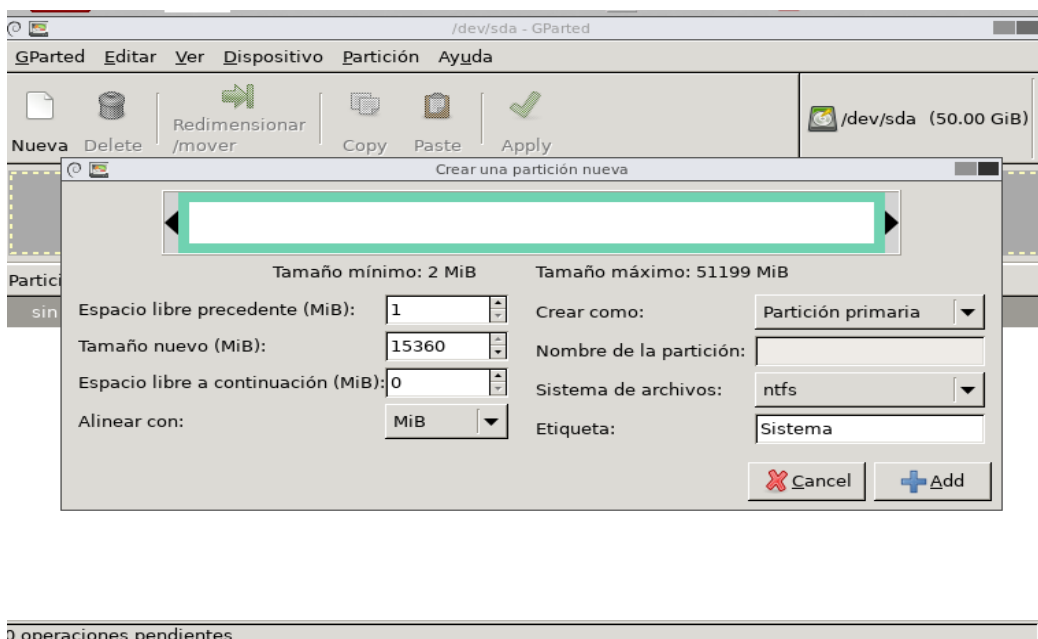 /dev/sda - GParted
GParted Editar Ver Dispositivo Partición Ayuda
Nueva
Delete
Redimensionar
/mover
Copy
Paste
Apply
/dev/sda (50.00 GiB)
Crear una partición nueva
Tamaño mínimo: 2 MiB Tamaño máximo: 51199 MiB
Partici
sin
Espacio libre precedente (MiB): 1
Crear como: Partición primaria
Tamaño nuevo (MiB): 15360
Nombre de la partición:
Espacio libre a continuación (MiB): 0
Sistema de archivos: ntfs
Alinear con: MiB
Etiqueta: Sistema
Cancel
Add
0 operaciones pendientes